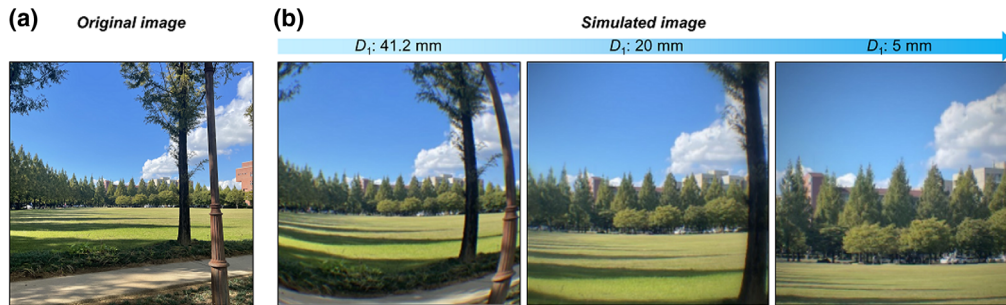 (a) Original image
(b) Simulated image
D₁: 41.2 mm D₁: 20 mm D₁: 5 mm